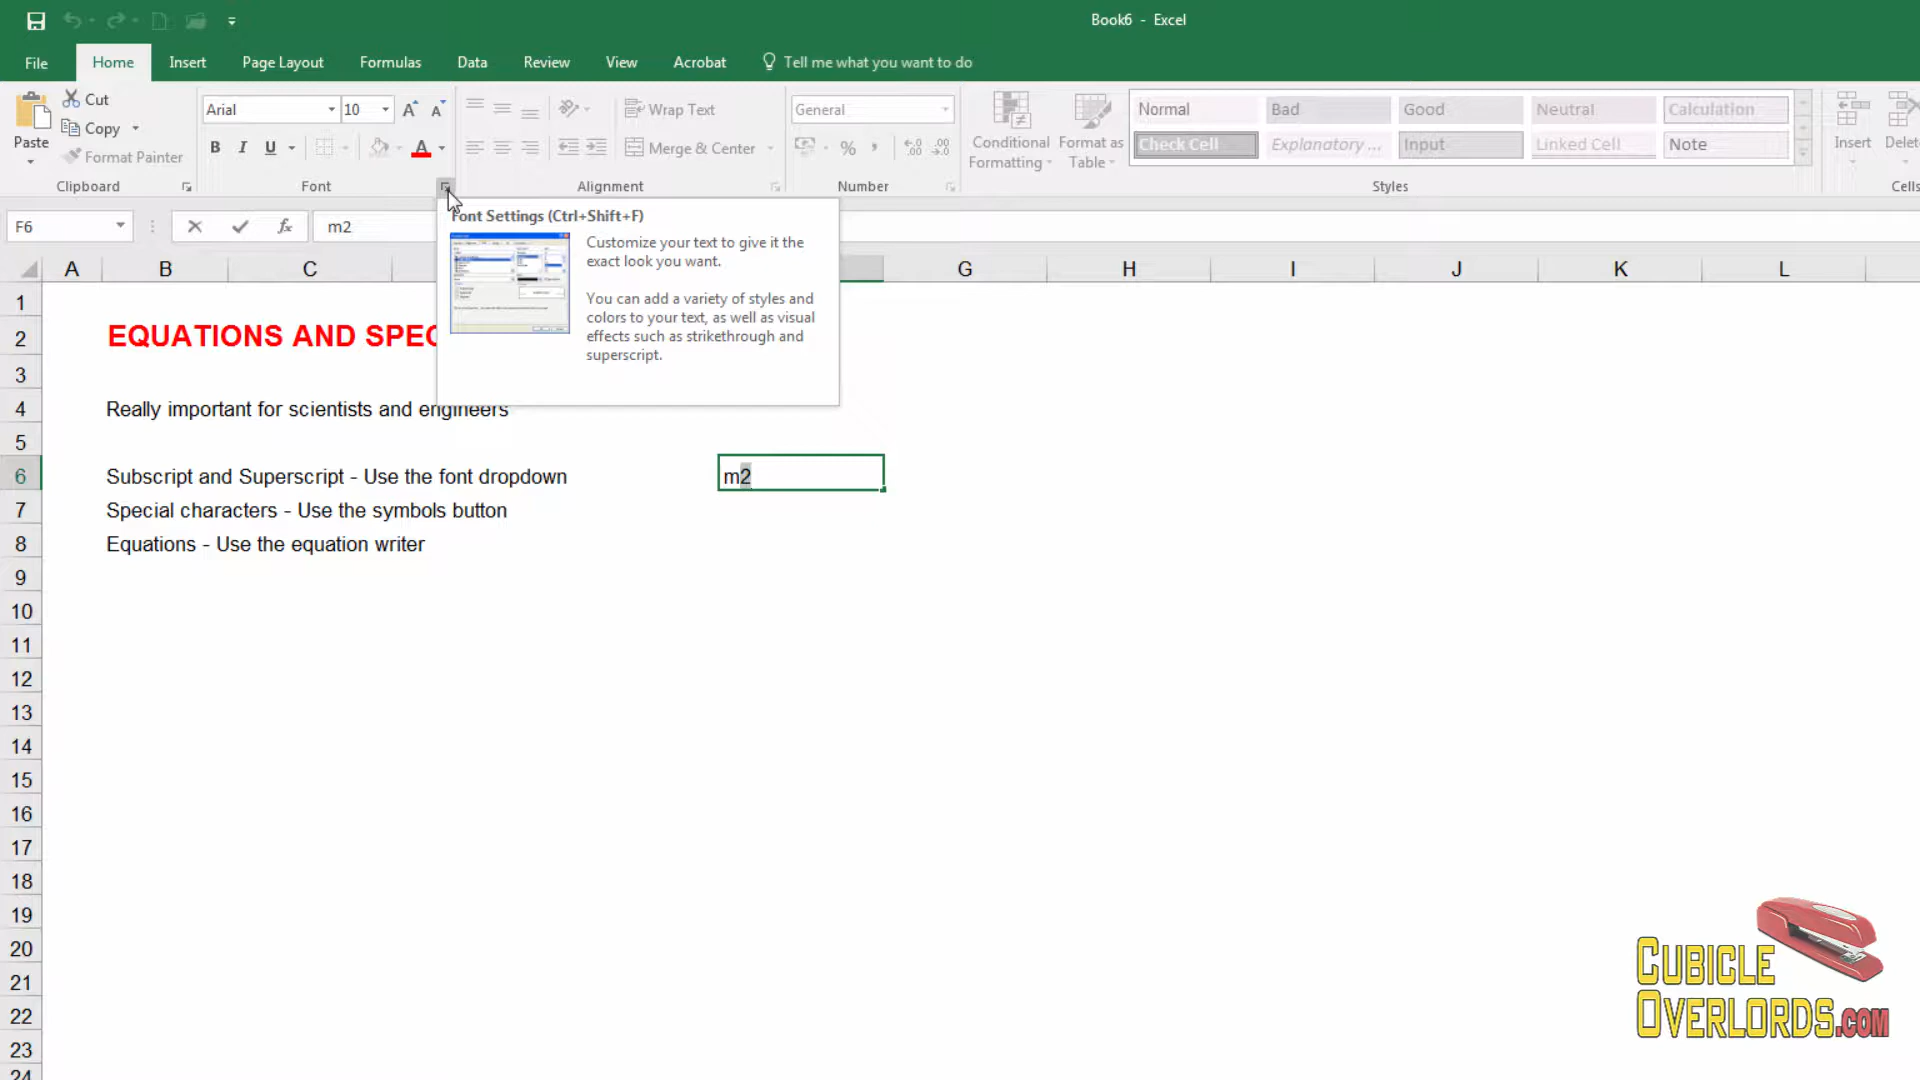 Book6 - Excel
File Home Insert Page Layout Formulas Data Review View Acrobat Tell me what you want to do
Paste
Cut
Copy
Format Painter
Clipboard
Arial 10
B I U A
Font
Wrap Text
Merge & Center
Alignment
General
% ,
Number
Conditional Formatting
Format as Table
Normal Bad Good Neutral Calculation
Check Cell Explanatory ... Input Linked Cell Note
Styles
Insert
Delet
Cells
F6 fx m2
Font Settings (Ctrl+Shift+F)
Customize your text to give it the
exact look you want.
You can add a variety of styles and
colors to your text, as well as visual
effects such as strikethrough and
superscript.
A B C G H I J K L
1
2 EQUATIONS AND SPEC
3
4 Really important for scientists and engineers
5
6 Subscript and Superscript - Use the font dropdown m2
7 Special characters - Use the symbols button
8 Equations - Use the equation writer
9
10
11
12
13
14
15
16
17
18
19
20
21
22
23
24
CUBICLE
OVERLORDS.COM